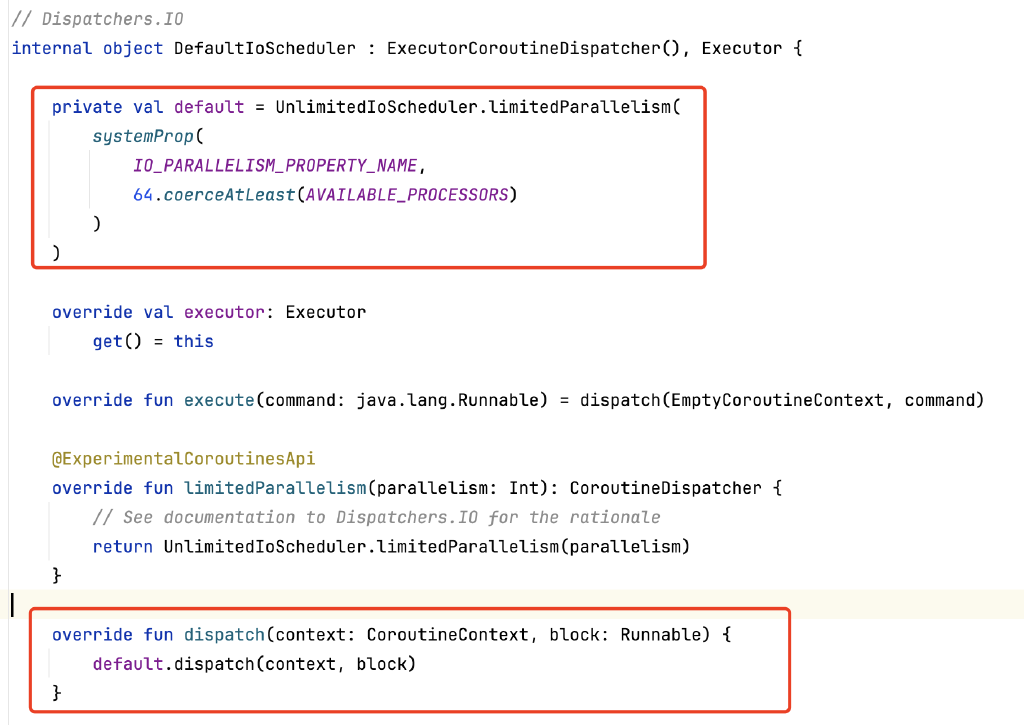 // Dispatchers.IO
internal object DefaultIoScheduler : ExecutorCoroutineDispatcher(), Executor {
private val default = UnlimitedIoScheduler.limitedParallelism(
systemProp(
IO_PARALLELISM_PROPERTY_NAME,
64.coerceAtLeast(AVAILABLE_PROCESSORS)
)
)
override val executor: Executor
get() = this
override fun execute(command: java.lang.Runnable) = dispatch(EmptyCoroutineContext, command)
@ExperimentalCoroutinesApi
override fun limitedParallelism(parallelism: Int): CoroutineDispatcher {
// See documentation to Dispatchers.IO for the rationale
return UnlimitedIoScheduler.limitedParallelism(parallelism)
}
override fun dispatch(context: CoroutineContext, block: Runnable) {
default.dispatch(context, block)
}